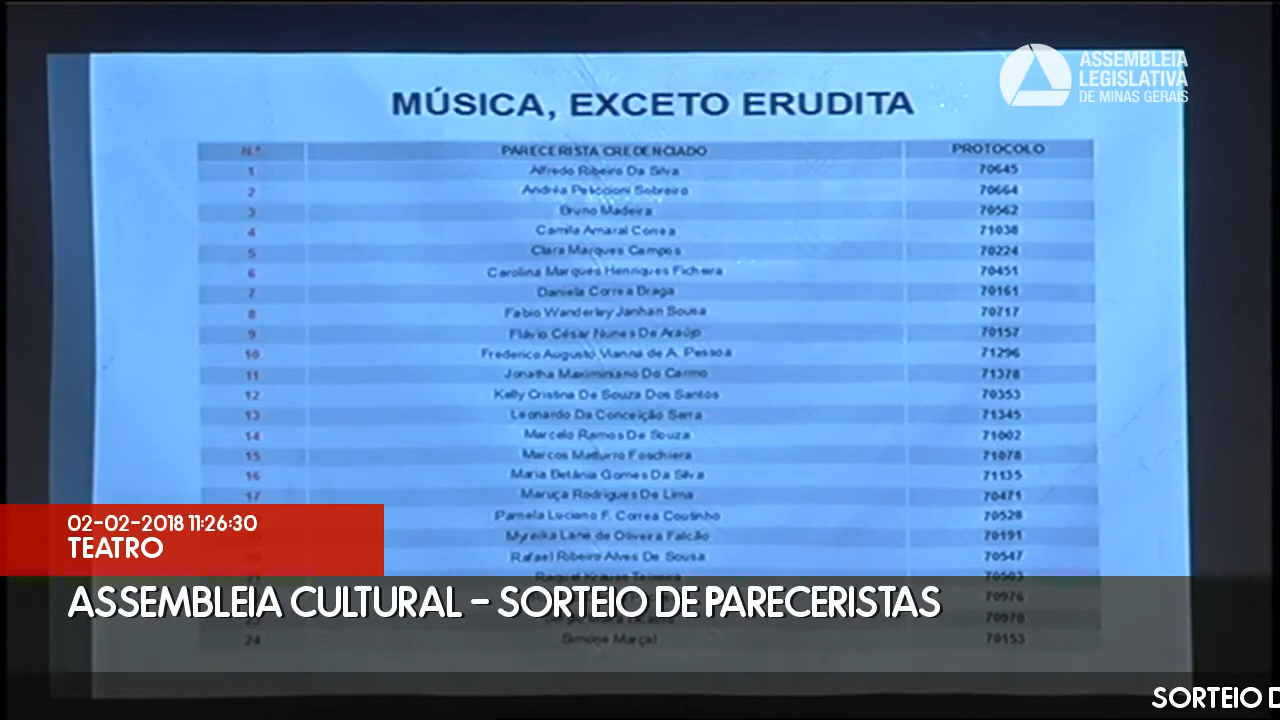 ASSEMBLEIA
LEGISLATIVA
DE MINAS GERAIS
MÚSICA, EXCETO ERUDITA
N.º PARECERISTA CREDENCIADO PROTOCOLO
1 Alfredo Ribeiro Da Silva 70645
2 Andréa Peliccioni Sobreiro 70664
3 Bruno Madeira 70562
4 Camila Amaral Correa 71038
5 Clara Marques Campos 70224
6 Carolina Marques Henriques Ficheira 70451
7 Daniela Correa Braga 70161
8 Fabio Wanderley Janhan Sousa 70717
9 Flávio César Nunes De Araújo 70157
10 Frederico Augusto Vianna de A. Pessoa 71296
11 Jonatha Maximiniano Do Carmo 71378
12 Kelly Cristina De Souza Dos Santos 70353
13 Leonardo Da Conceição Serra 71345
14 Marcelo Ramos De Souza 71002
15 Marcos Matturro Foschiera 71078
16 Maria Betânia Gomes Da Silva 71135
17 Maruça Rodrigues De Lima 70471
Pamela Luciano F. Correa Coutinho 70528
Lane de Oliveira Falcão 70191
Rafael Ribeiro Alves De Sousa 70547
21 Raquel Krauss Teixeira 70503
70976
70970
24 Simone Marçal 70153
02-02-2018 11:26:30
TEATRO
ASSEMBLEIA CULTURAL - SORTEIO DE PARECERISTAS
SORTEIO D